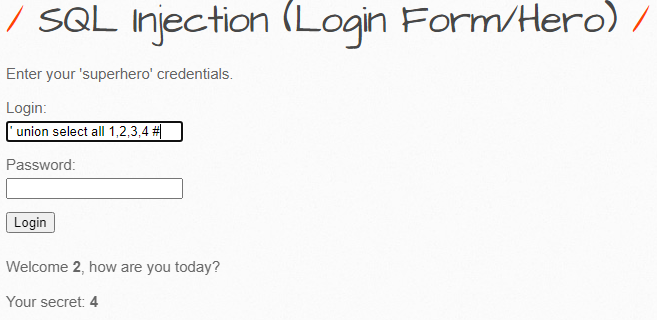 / SQL Injection (Login Form/Hero) /
Enter your 'superhero' credentials.
Login:
' union select all 1,2,3,4 #
Password:
Login
Welcome 2, how are you today?
Your secret: 4